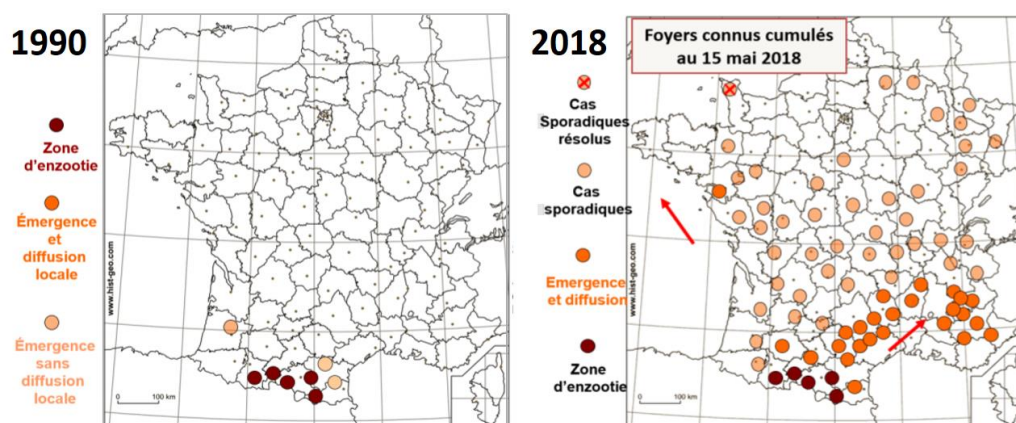 1990
Zone
d'enzootie
Émergence
et
diffusion
locale
Émergence
sans
diffusion
locale
www.hist-geo.com
100 km
2018
Foyers connus cumulés
au 15 mai 2018
Cas
Sporadiques
résolus
Cas
sporadiques
Emergence
et diffusion
Zone
d'enzootie
www.hist-geo.com
100 km